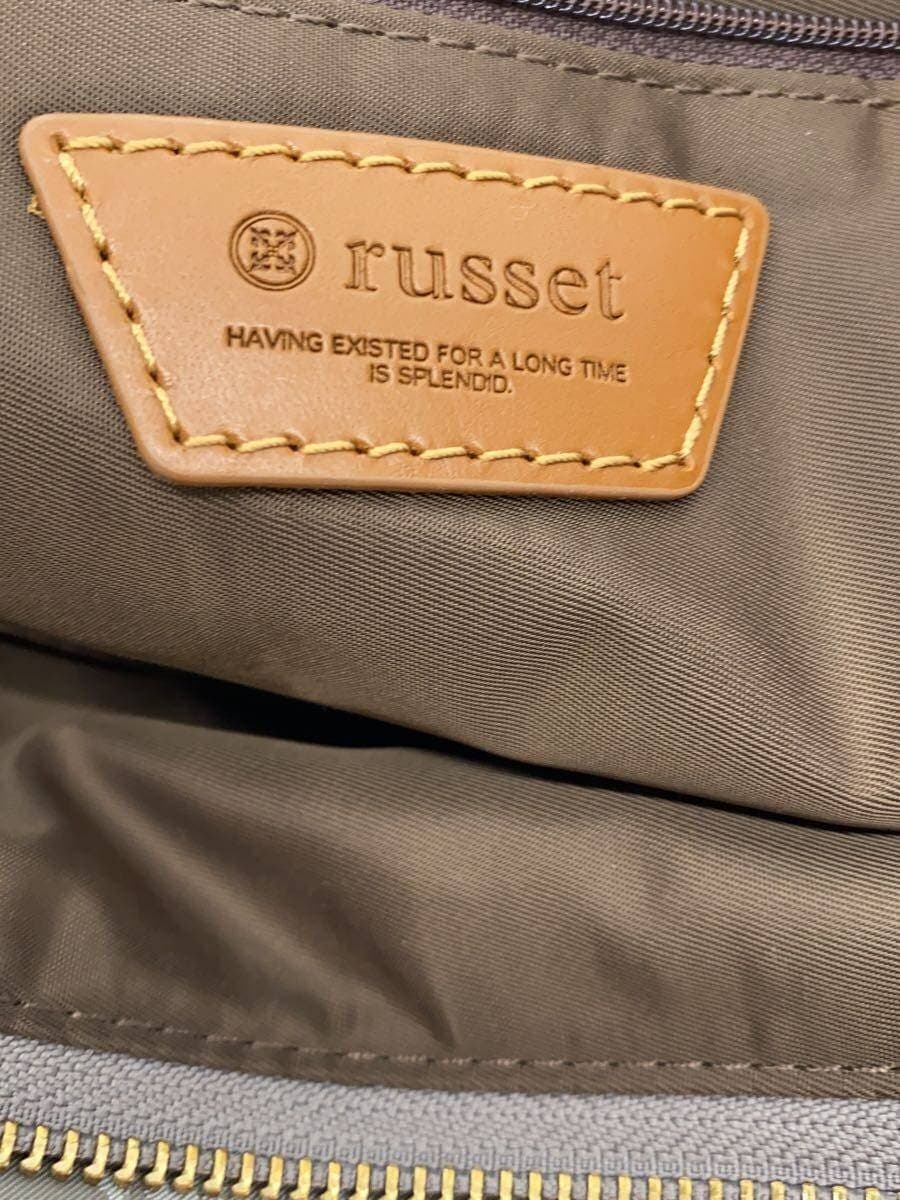 russet
HAVING EXISTED FOR A LONG TIME
IS SPLENDID.